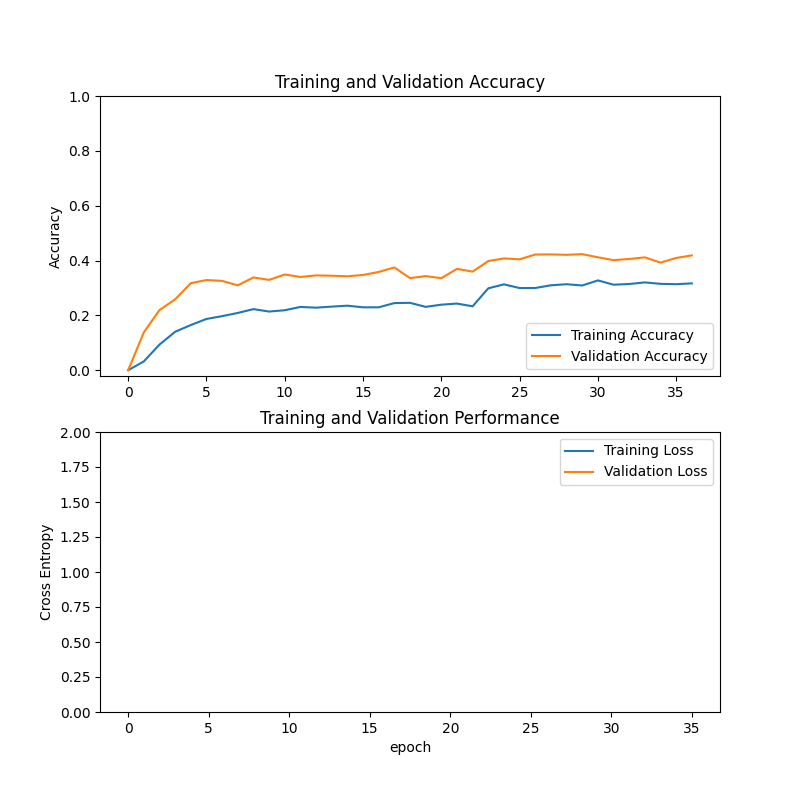 Training and Validation Accuracy
1.0
0.8
0.6
0.4
0.2
0.0
Accuracy
Training Accuracy
Validation Accuracy
0 5 10 15 20 25 30 35
Training and Validation Performance
2.00
1.75
1.50
1.25
1.00
0.75
0.50
0.25
0.00
Cross Entropy
Training Loss
Validation Loss
0 5 10 15 20 25 30 35
epoch